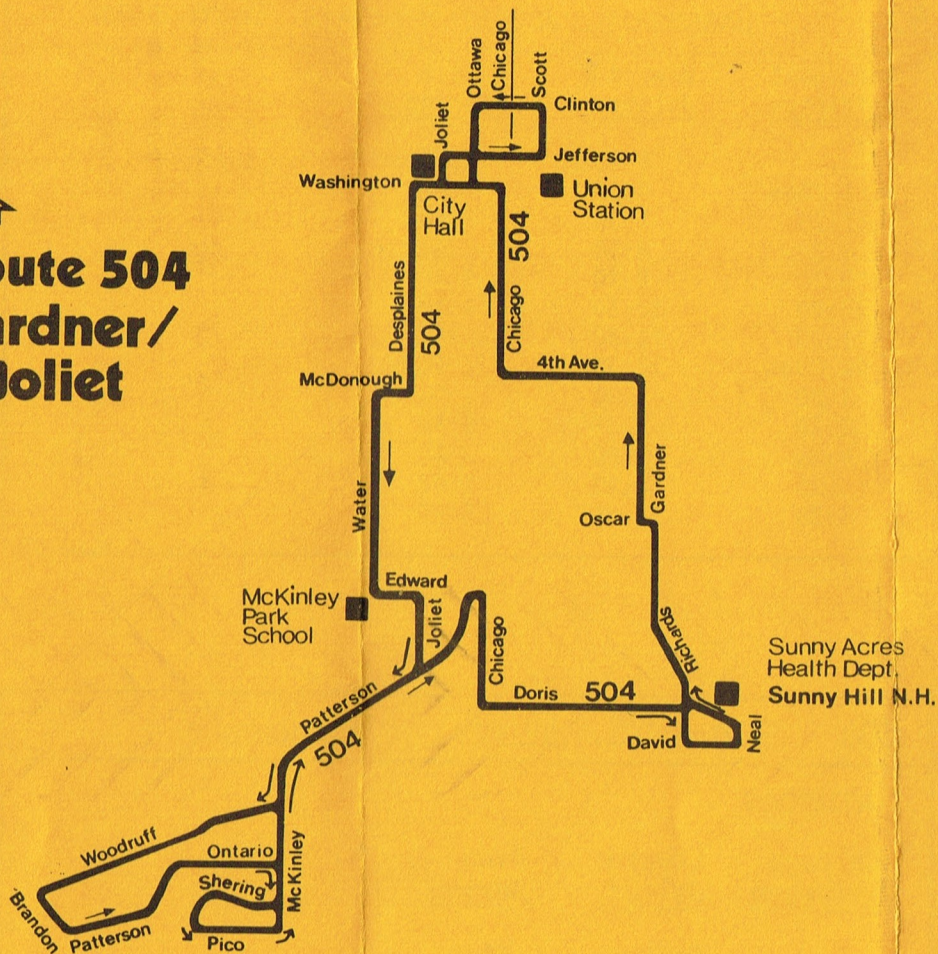 Ottawa
Chicago
Scott
Clinton
Joliet
Jefferson
Washington
Union
Station
City
Hall
504
Desplaines
504
Chicago
4th Ave.
McDonough
Water
Gardner
Oscar
Edward
McKinley
Park
School
Joliet
Chicago
Richards
Sunny Acres
Health Dept.
Sunny Hill N.H.
Doris 504
David
Neal
Patterson
504
Woodruff
Ontario
McKinley
Shering
Brandon
Patterson
Pico
oute 504
ardner/
Joliet